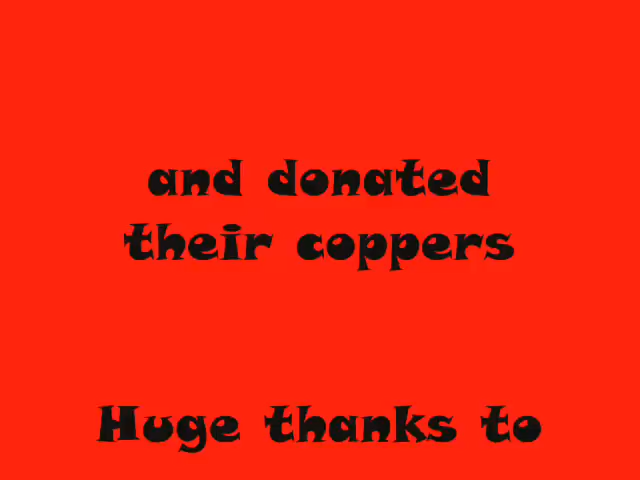 and donated
their coppers
Huge thanks to